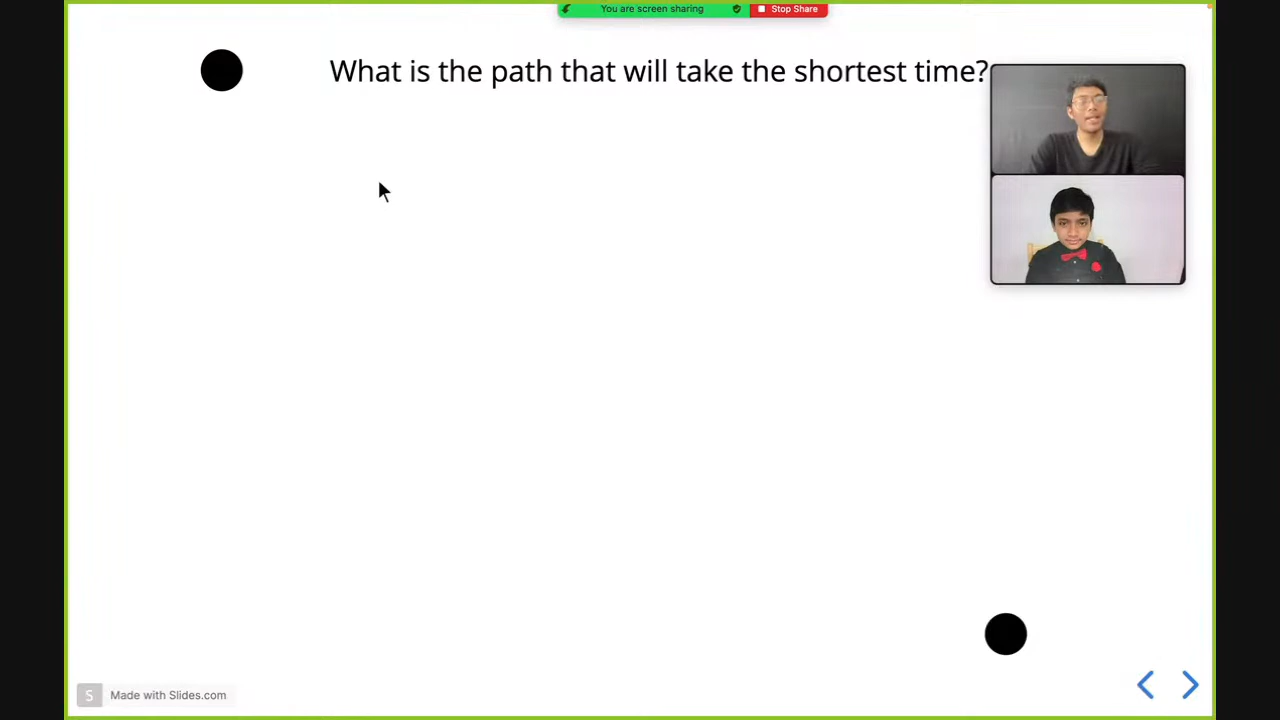 You are screen sharing
Stop Share
What is the path that will take the shortest time?
S
Made with Slides.com